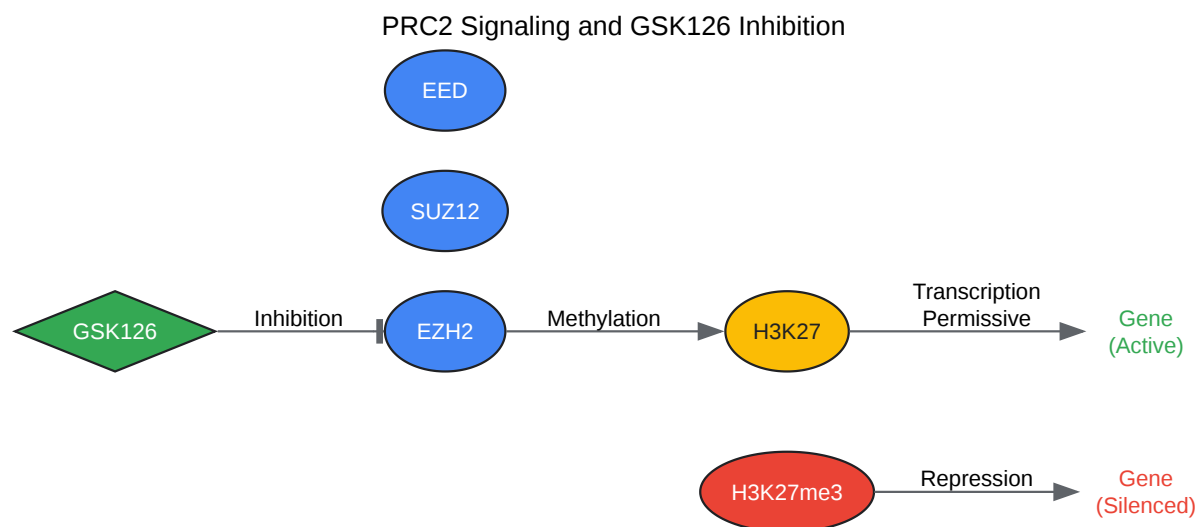 PRC2 Signaling and GSK126 Inhibition
EED
SUZ12
GSK126
Inhibition
EZH2
Methylation
H3K27
Transcription
Permissive
Gene
(Active)
H3K27me3
Repression
Gene
(Silenced)